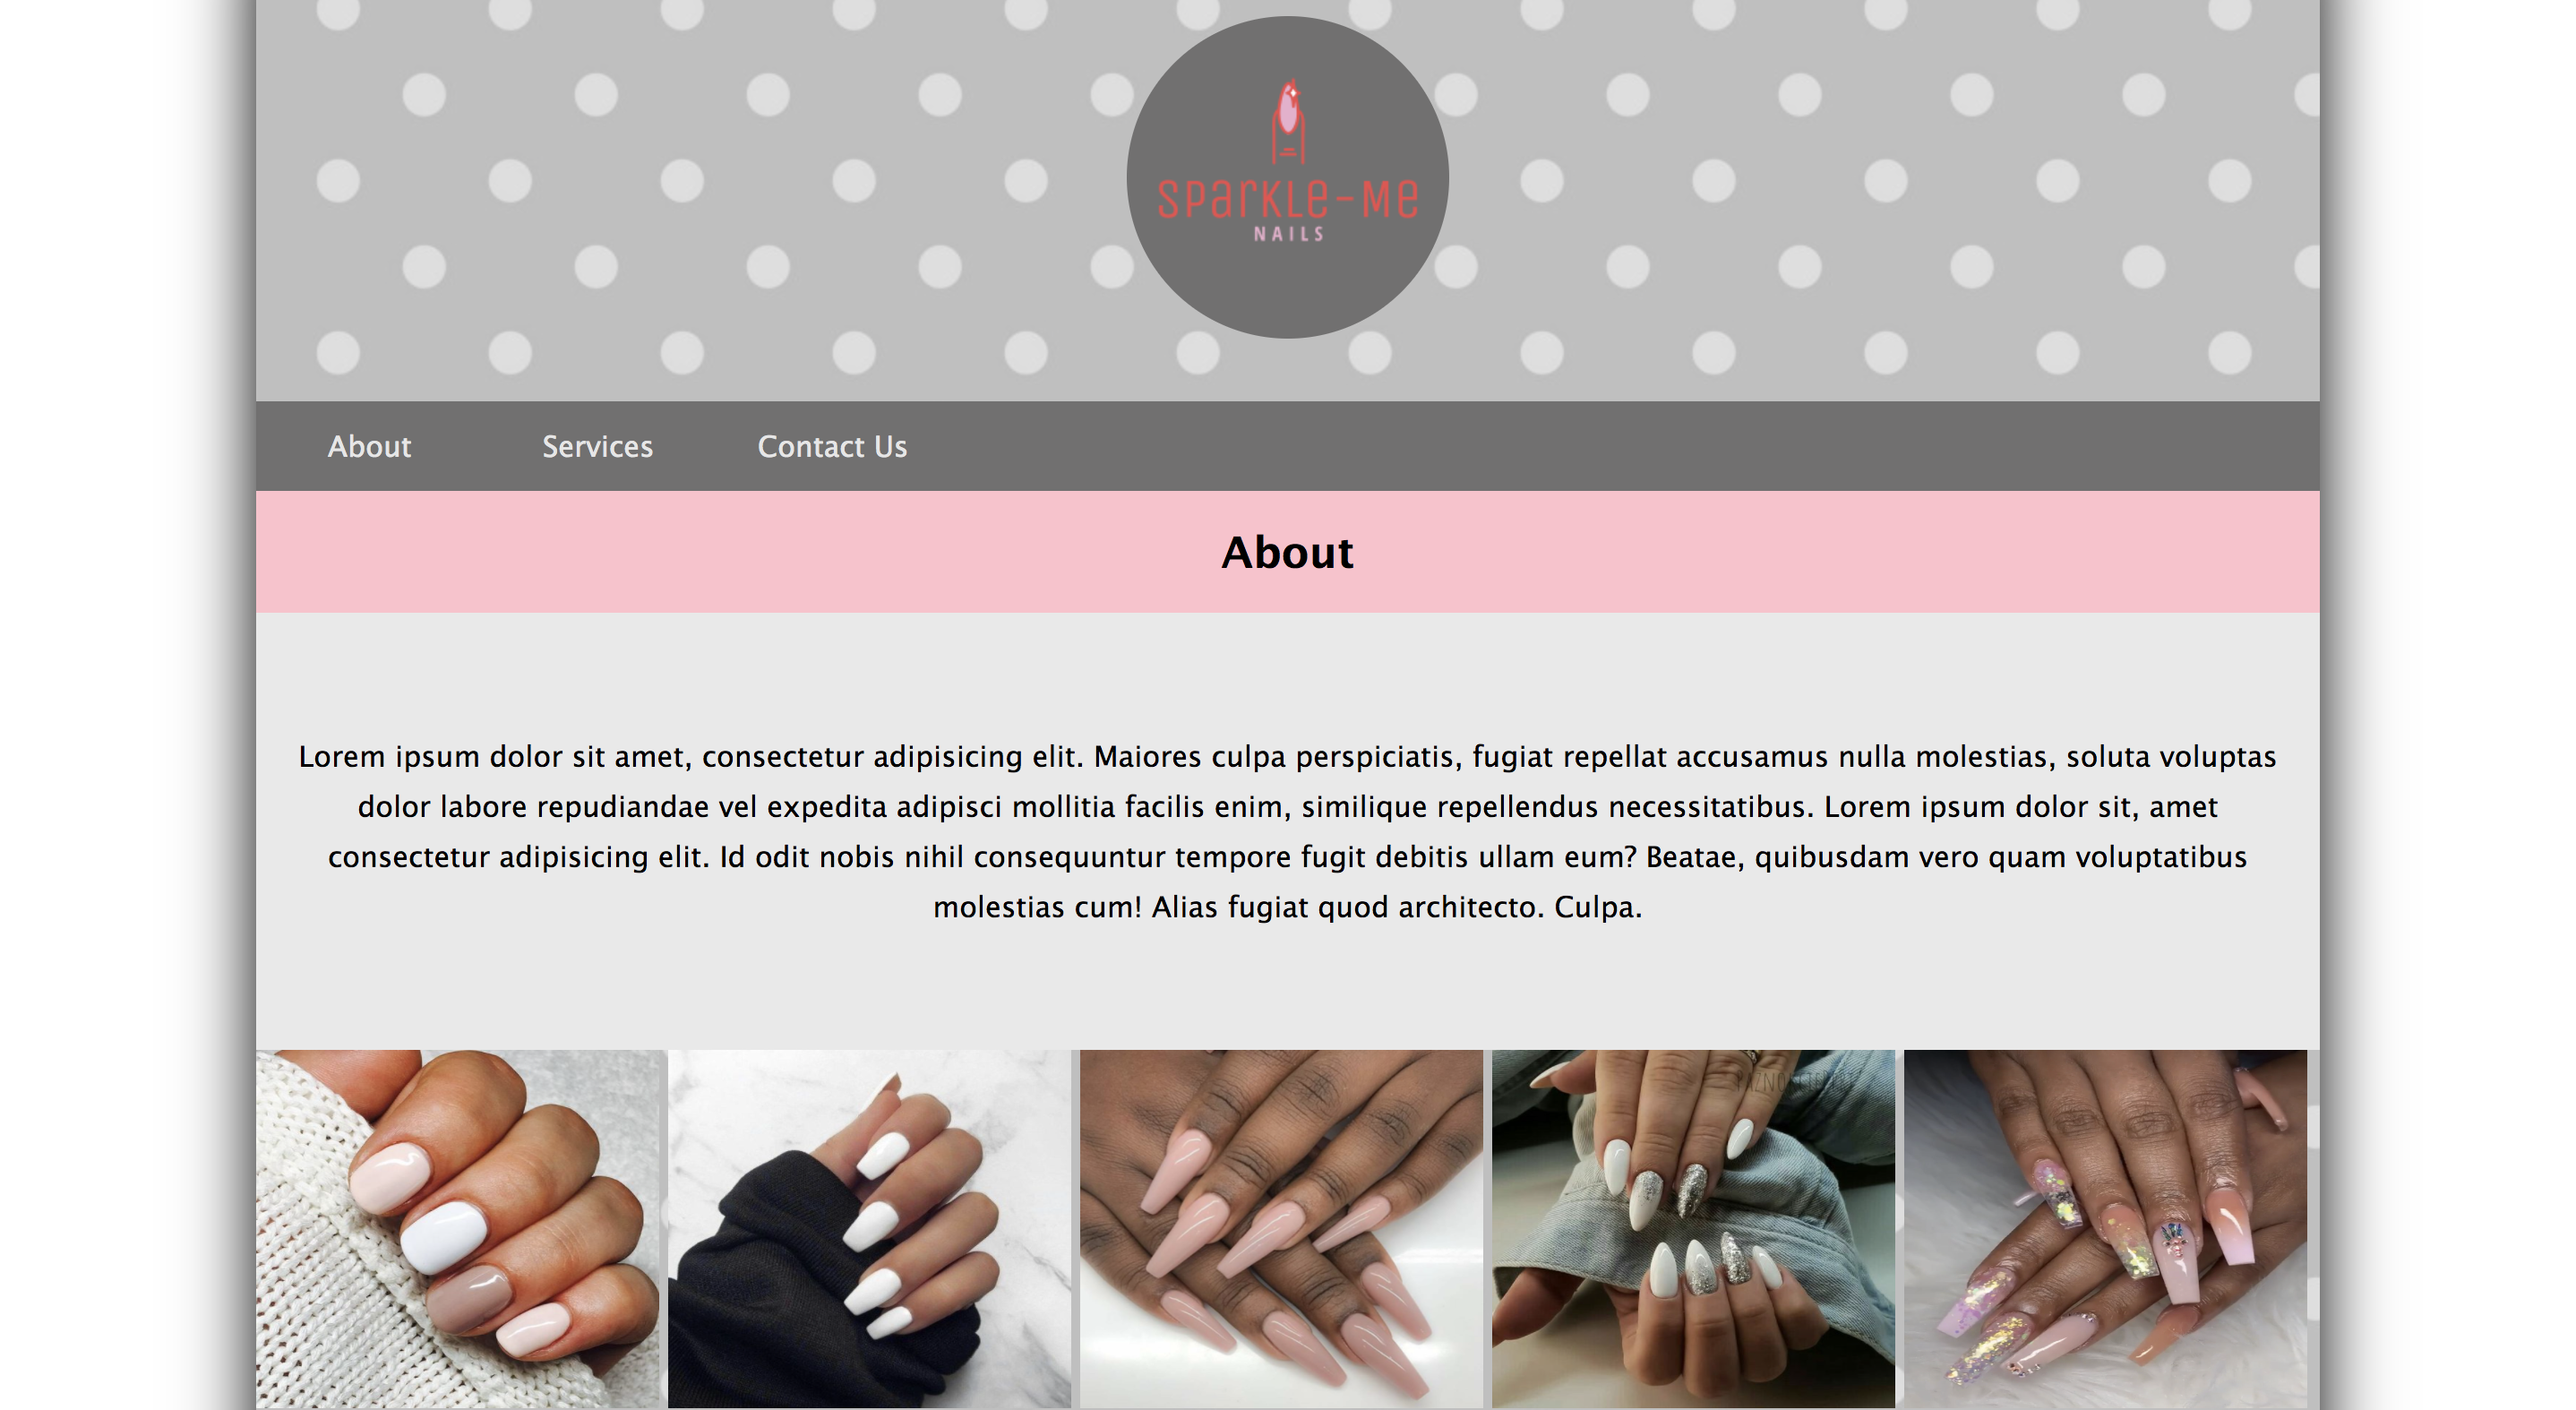 SPARKLE-ME
NAILS
About
Services
Contact Us
About
Lorem ipsum dolor sit amet, consectetur adipisicing elit. Maiores culpa perspiciatis, fugiat repellat accusamus nulla molestias, soluta voluptas
dolor labore repudiandae vel expedita adipisci mollitia facilis enim, similique repellendus necessitatibus. Lorem ipsum dolor sit, amet
consectetur adipisicing elit. Id odit nobis nihil consequuntur tempore fugit debitis ullam eum? Beatae, quibusdam vero quam voluptatibus
molestias cum! Alias fugiat quod architecto. Culpa.